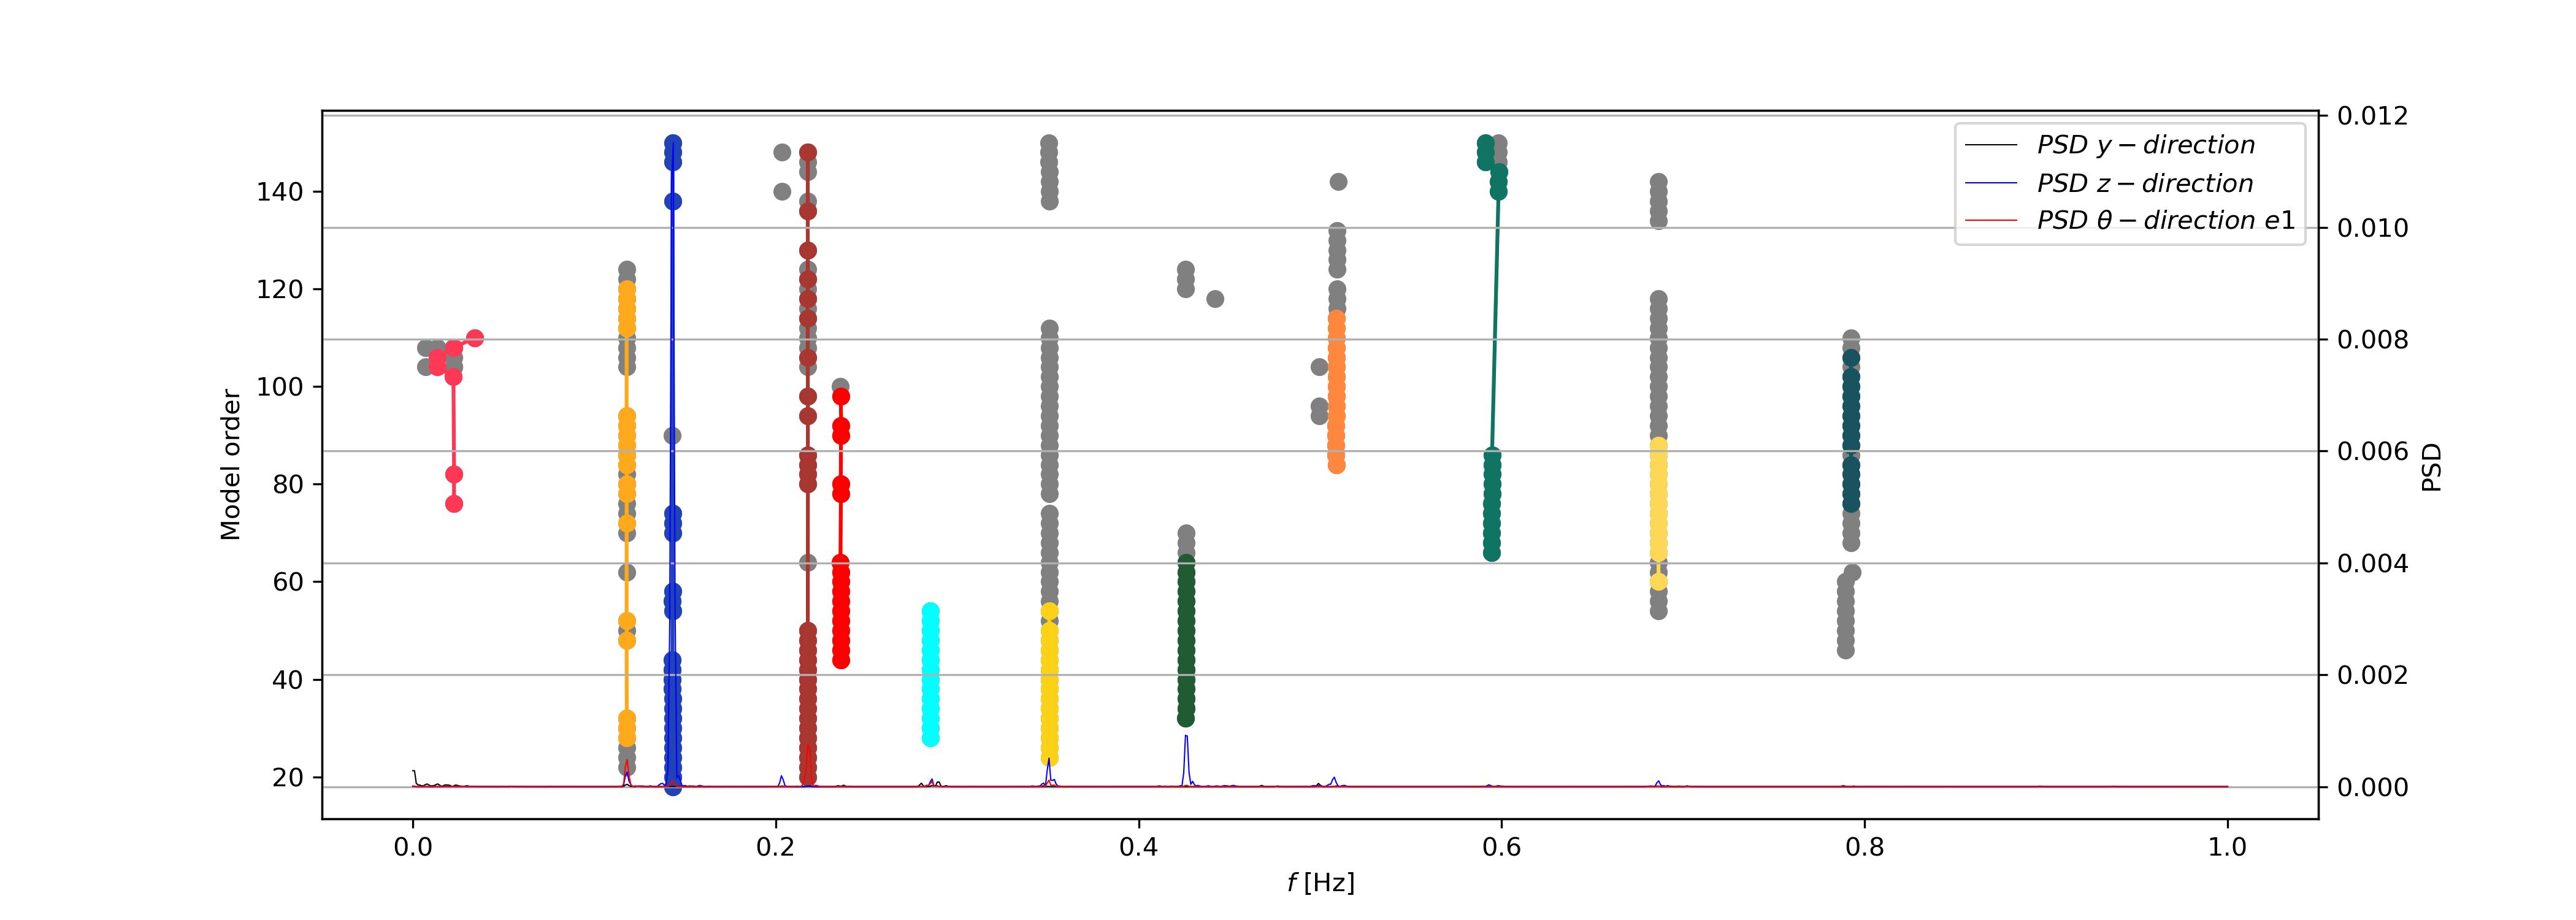 PSD y − direction
PSD z − direction
PSD θ − direction e1
Model order
140
120
100
80
60
40
20
0.012
0.010
0.008
0.006
0.004
0.002
0.000
PSD
0.0 0.2 0.4 0.6 0.8 1.0
f [Hz]